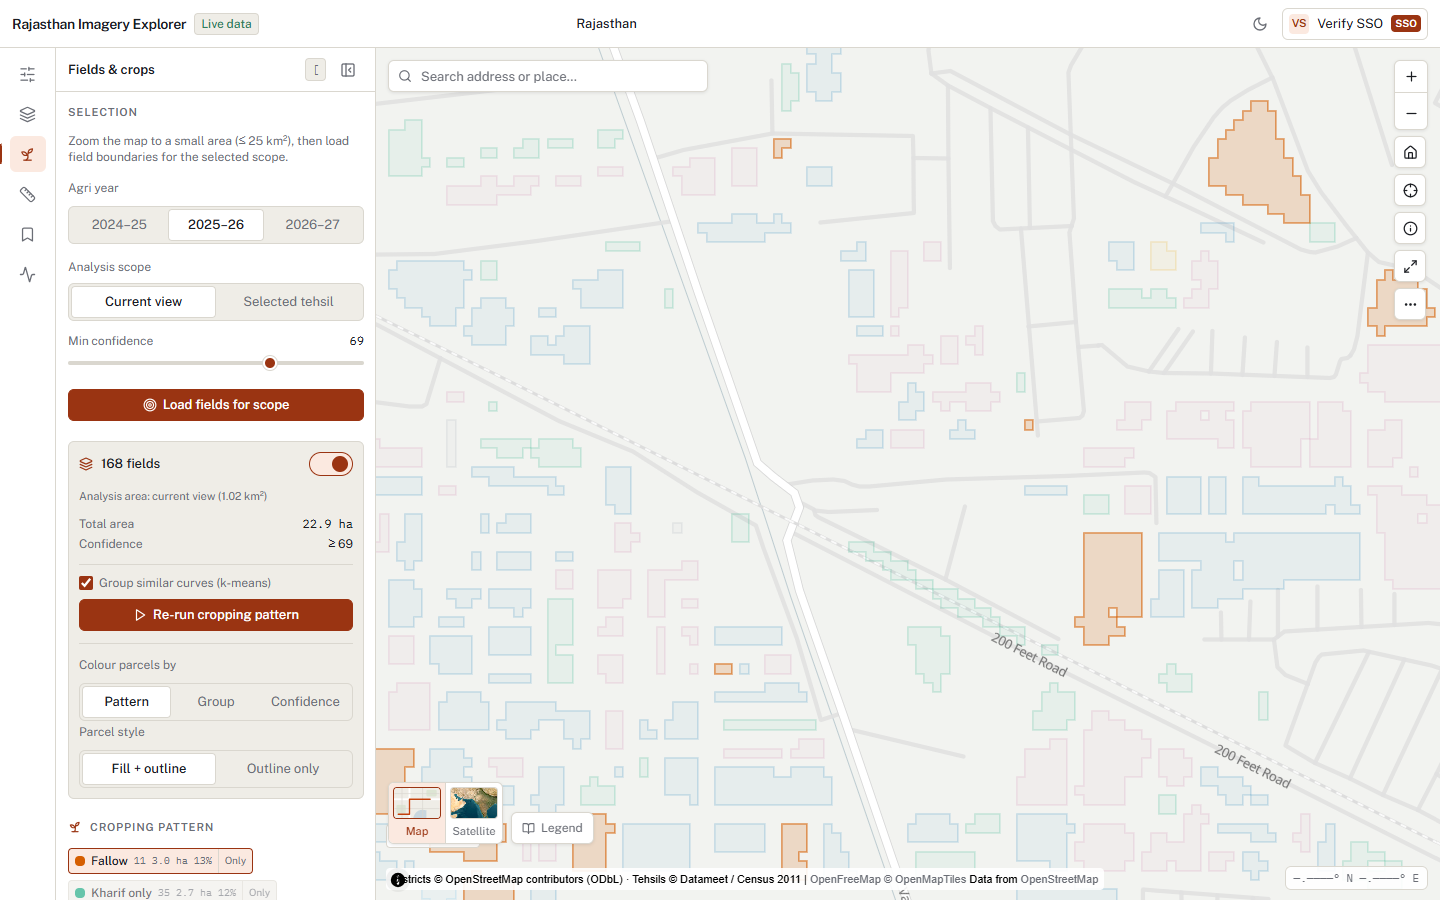 Rajasthan Imagery Explorer
Live data
Rajasthan
VS
Verify SSO
SSO
Fields & crops
Search address or place...
SELECTION
Zoom the map to a small area (≤ 25 km²), then load
field boundaries for the selected scope.
Agri year
2024–25
2025–26
2026–27
Analysis scope
Current view
Selected tehsil
Min confidence
69
Load fields for scope
168 fields
Analysis area: current view (1.02 km²)
Total area
22.9 ha
Confidence
≥69
Group similar curves (k-means)
Re-run cropping pattern
Colour parcels by
Pattern
Group
Confidence
Parcel style
Fill + outline
Outline only
CROPPING PATTERN
Fallow 11 3.0 ha 13% Only
Kharif only 35 2.7 ha 12% Only
200 Feet Road
200 Feet Road
Map
Satellite
Legend
stricts © OpenStreetMap contributors (ODbL) · Tehsils © Datameet / Census 2011 | OpenFreeMap © OpenMapTiles Data from OpenStreetMap
—.———° N —.———° E